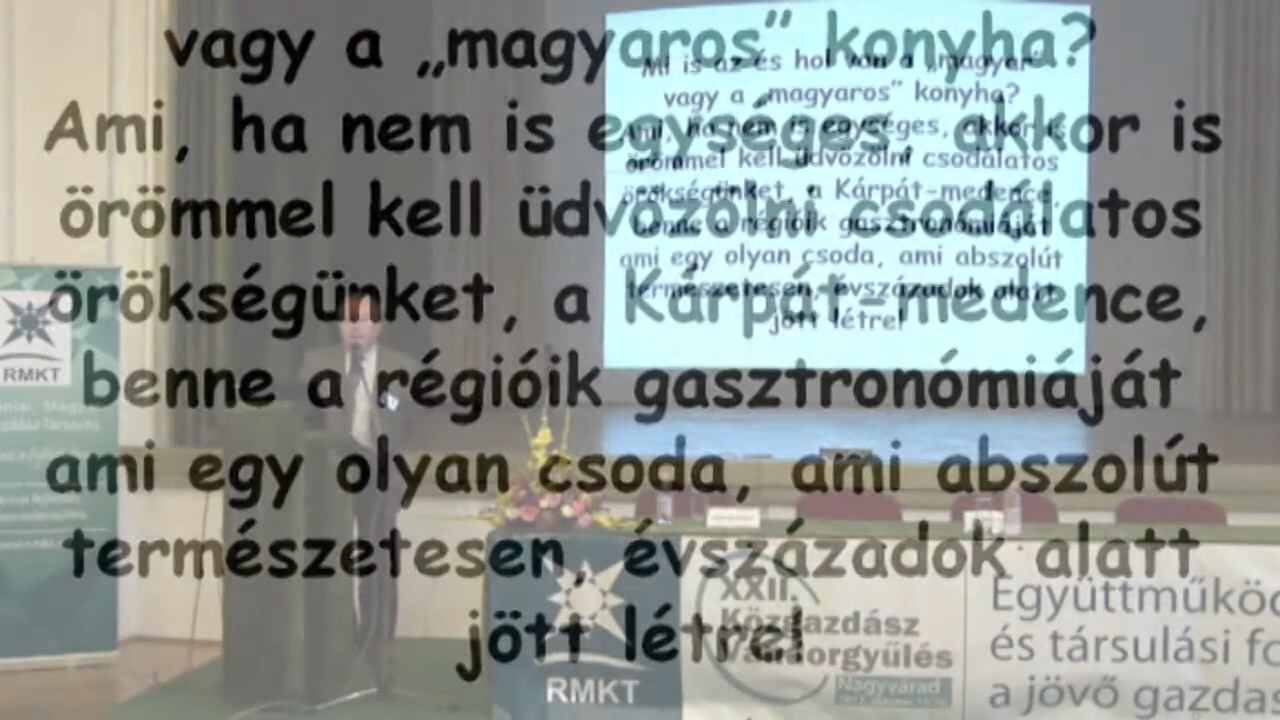 vagy a „magyaros” konyha?
Ami, ha nem is egységes, akkor is
örömmel kell üdvözölni csodálatos
örökségünket, a Kárpát-medence,
benne a régióik gasztronómiáját
ami egy olyan csoda, ami abszolút
természetesen, évszázadok alatt
jött létre!
Mi is az és hol van a „magyar”
vagy a „magyaros” konyha?
Ami, ha nem is egységes, akkor is
örömmel kell üdvözölni csodálatos
örökségünket, a Kárpát-medence,
benne a régióik gasztronómiáját
ami egy olyan csoda, ami abszolút
természetesen, évszázadok alatt
jött létre!
RMKT
RMKT
XXII.
Közgazdász
Vándorgyűlés
Nagyvárad
Együttműköd
és társulási fo
a jövő gazdas